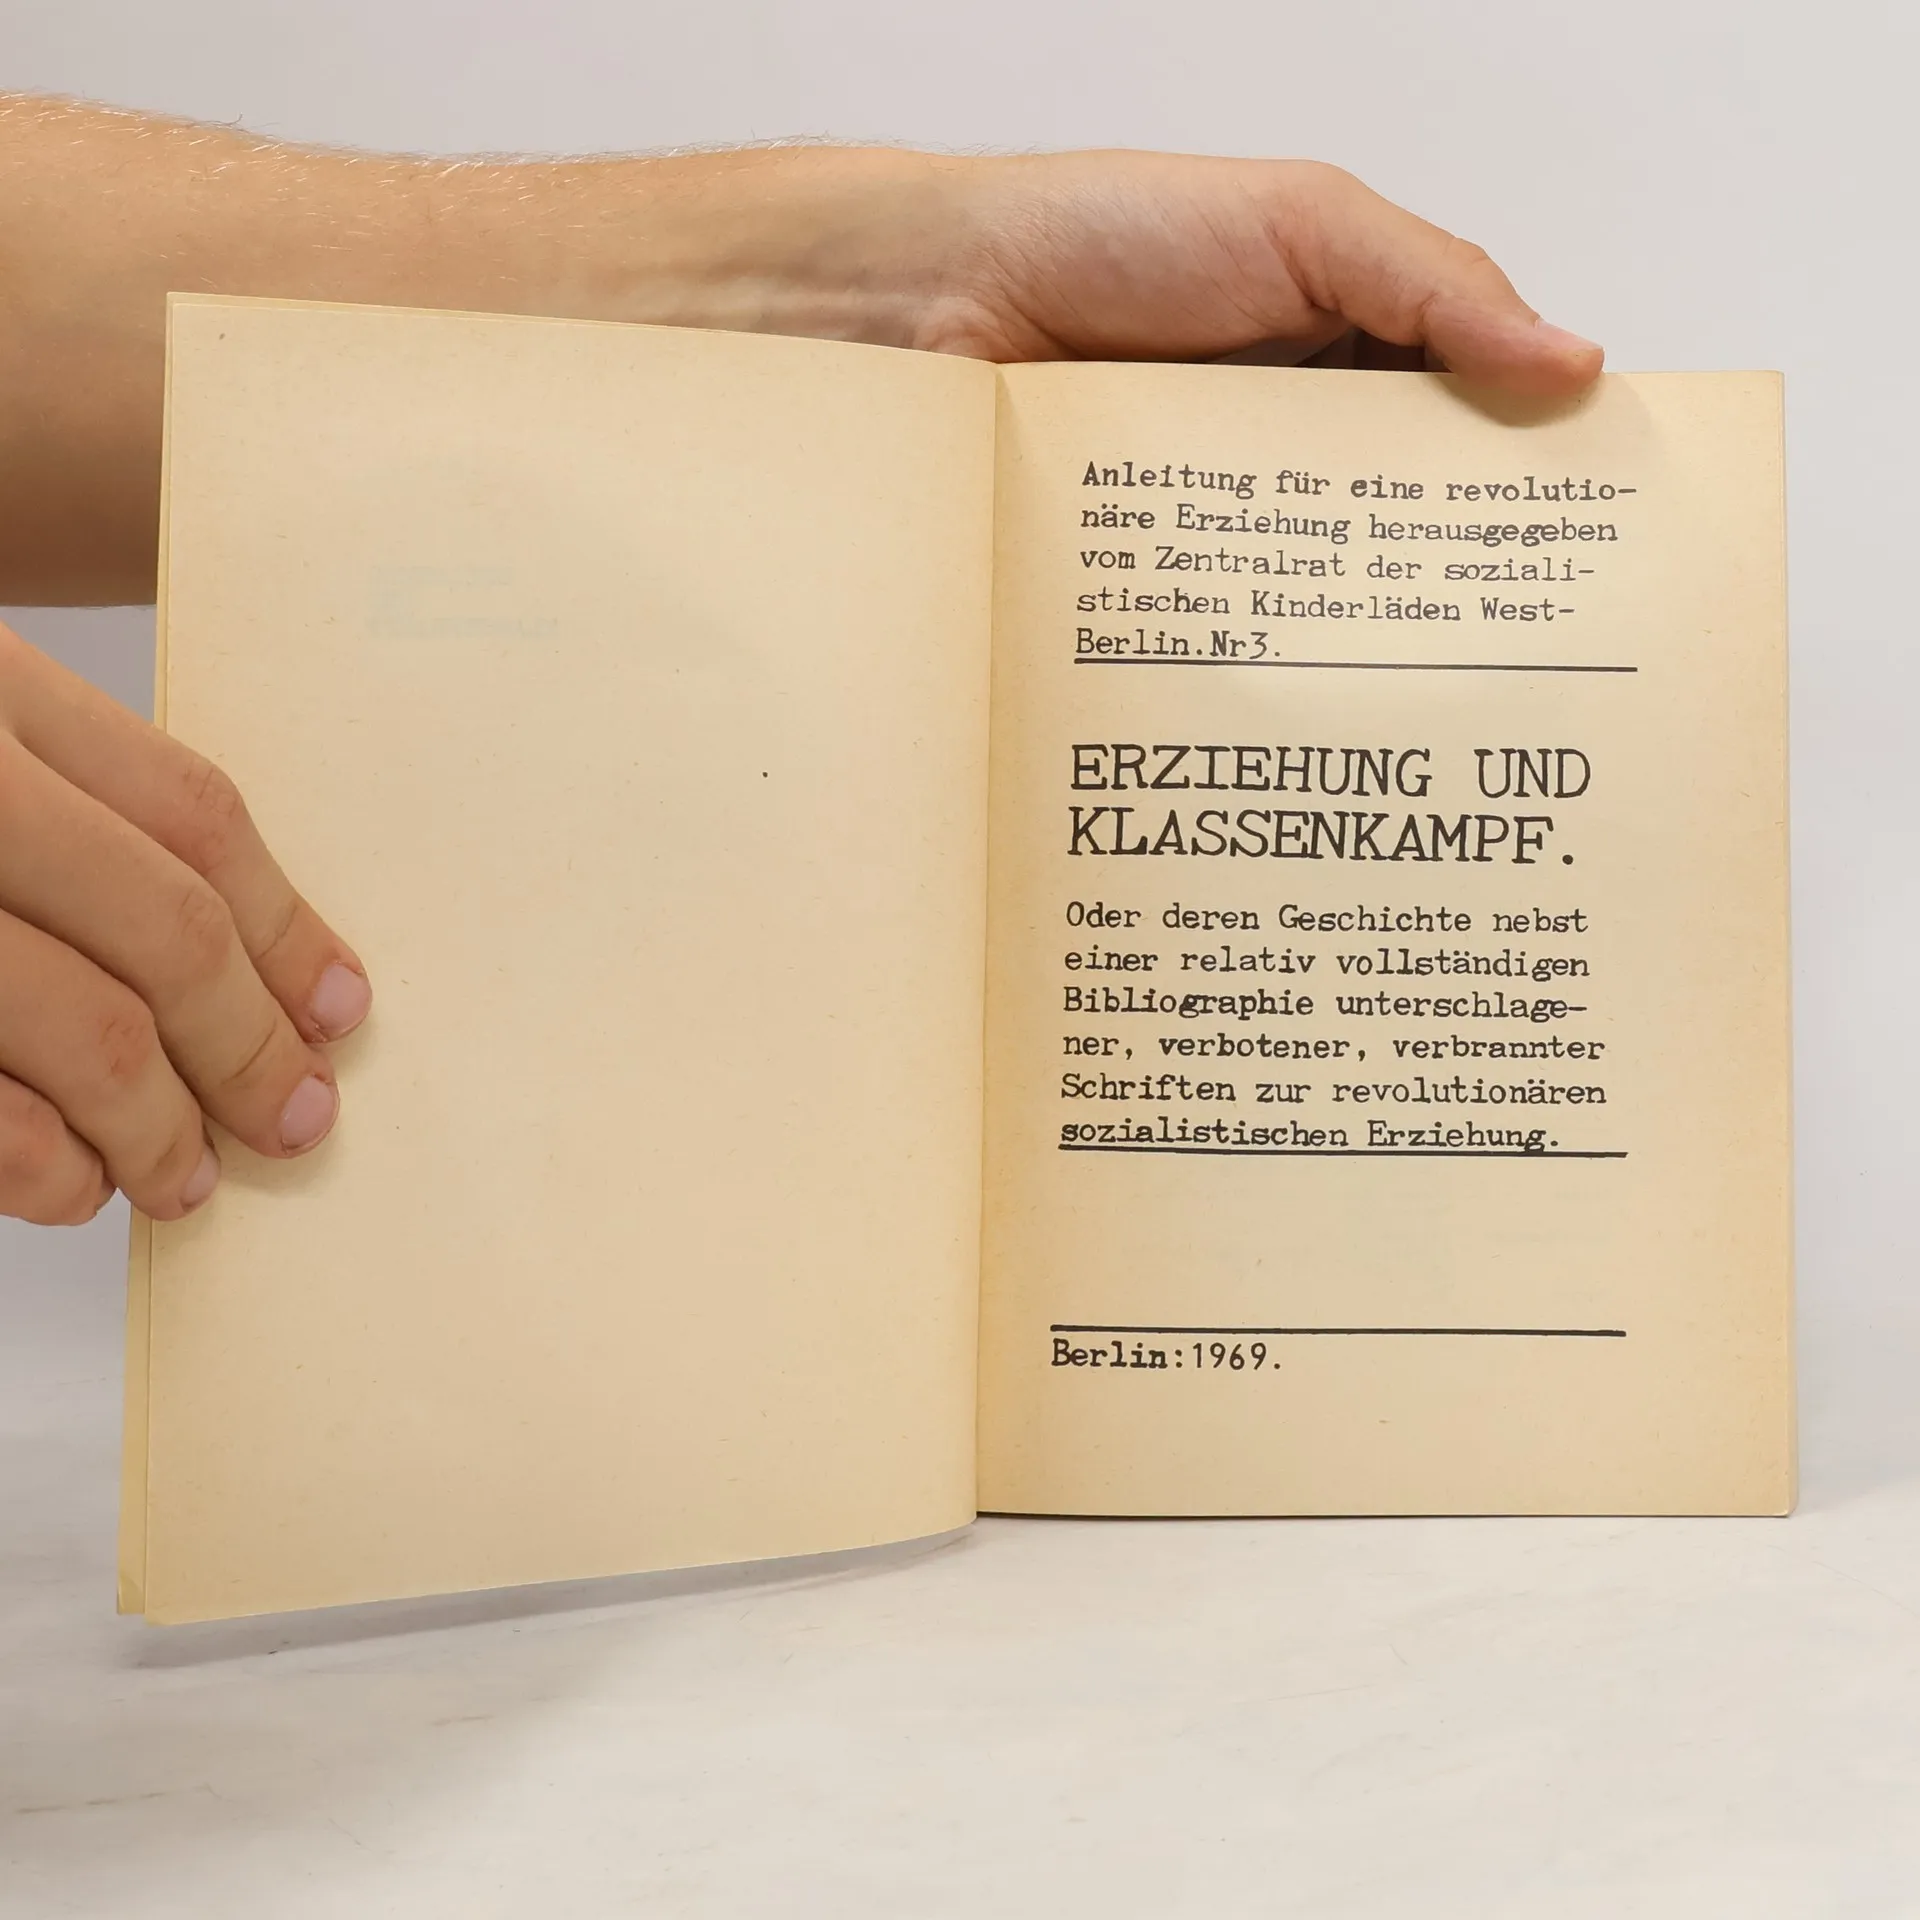 Anleitung für eine revolutio-
näre Erziehung herausgegeben
vom Zentralrat der soziali-
stischen Kinderläden West-
Berlin.Nr3.
ERZIEHUNG UND
KLASSENKAMPF.
Oder deren Geschichte nebst
einer relativ vollständigen
Bibliographie unterschlage-
ner, verbotener, verbrannter
Schriften zur revolutionären
sozialistischen Erziehung.
Berlin:1969.